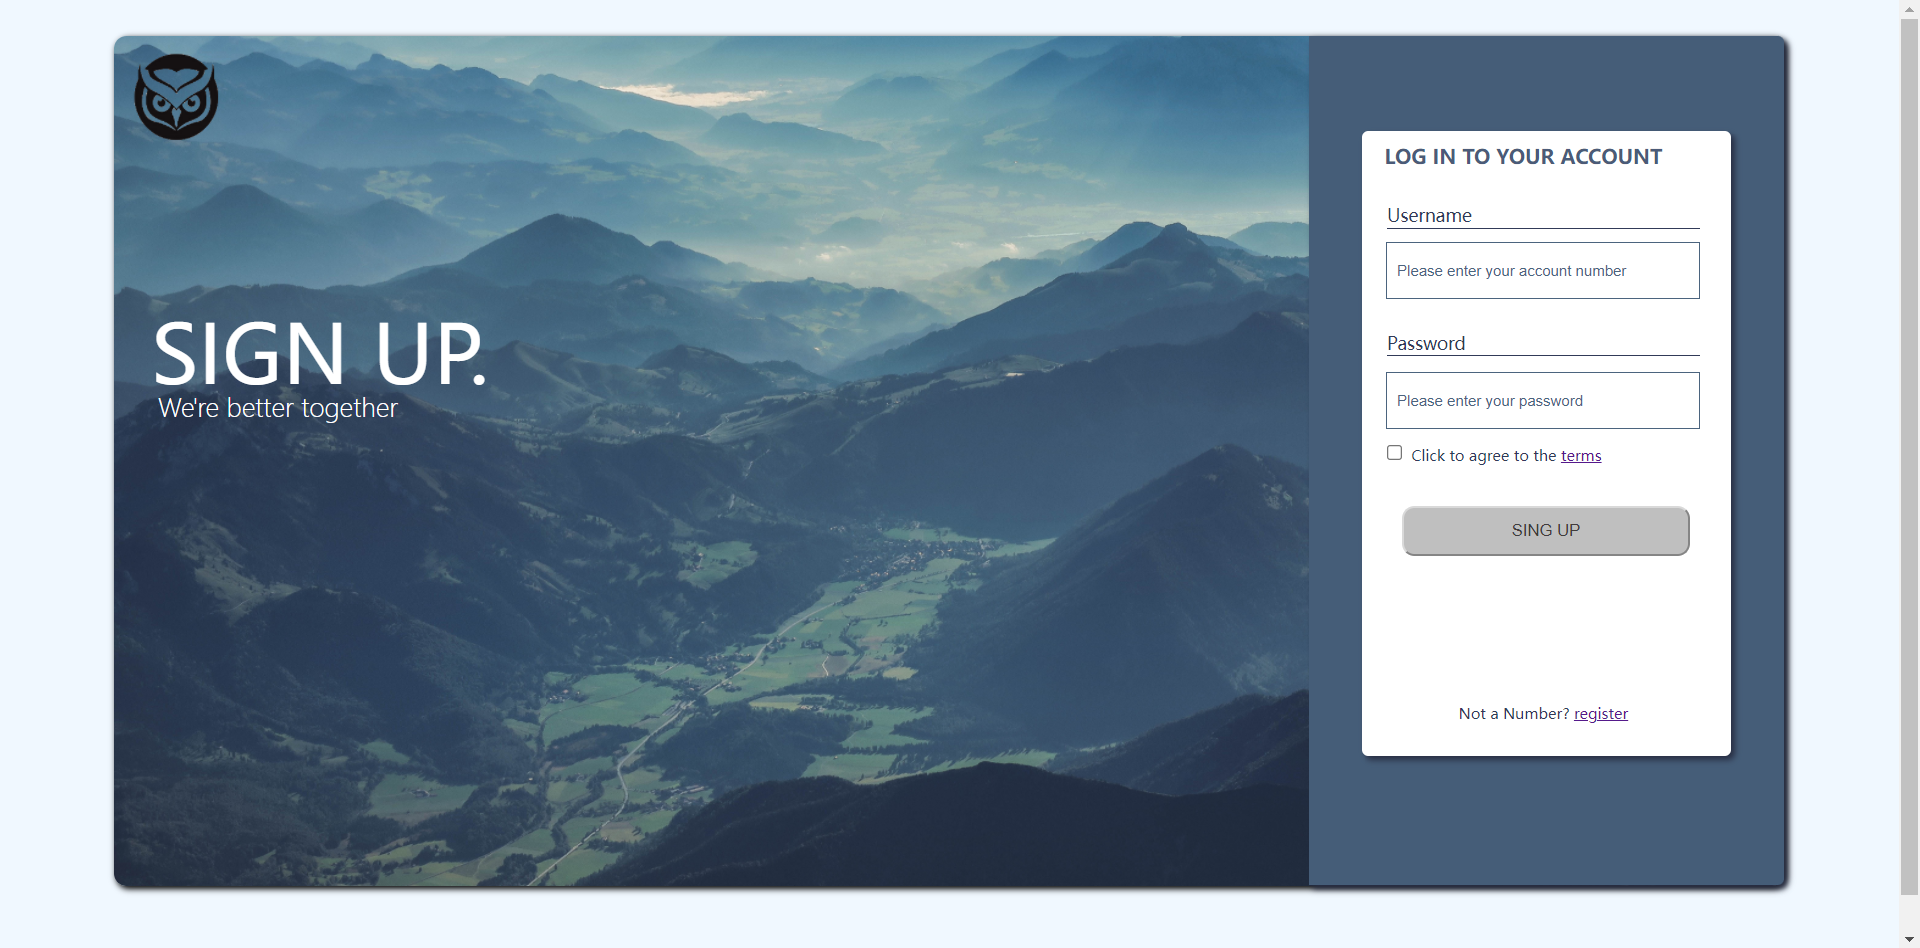 SIGN UP.
We're better together
LOG IN TO YOUR ACCOUNT
Username
Please enter your account number
Password
Please enter your password
Click to agree to the terms
SING UP
Not a Number? register